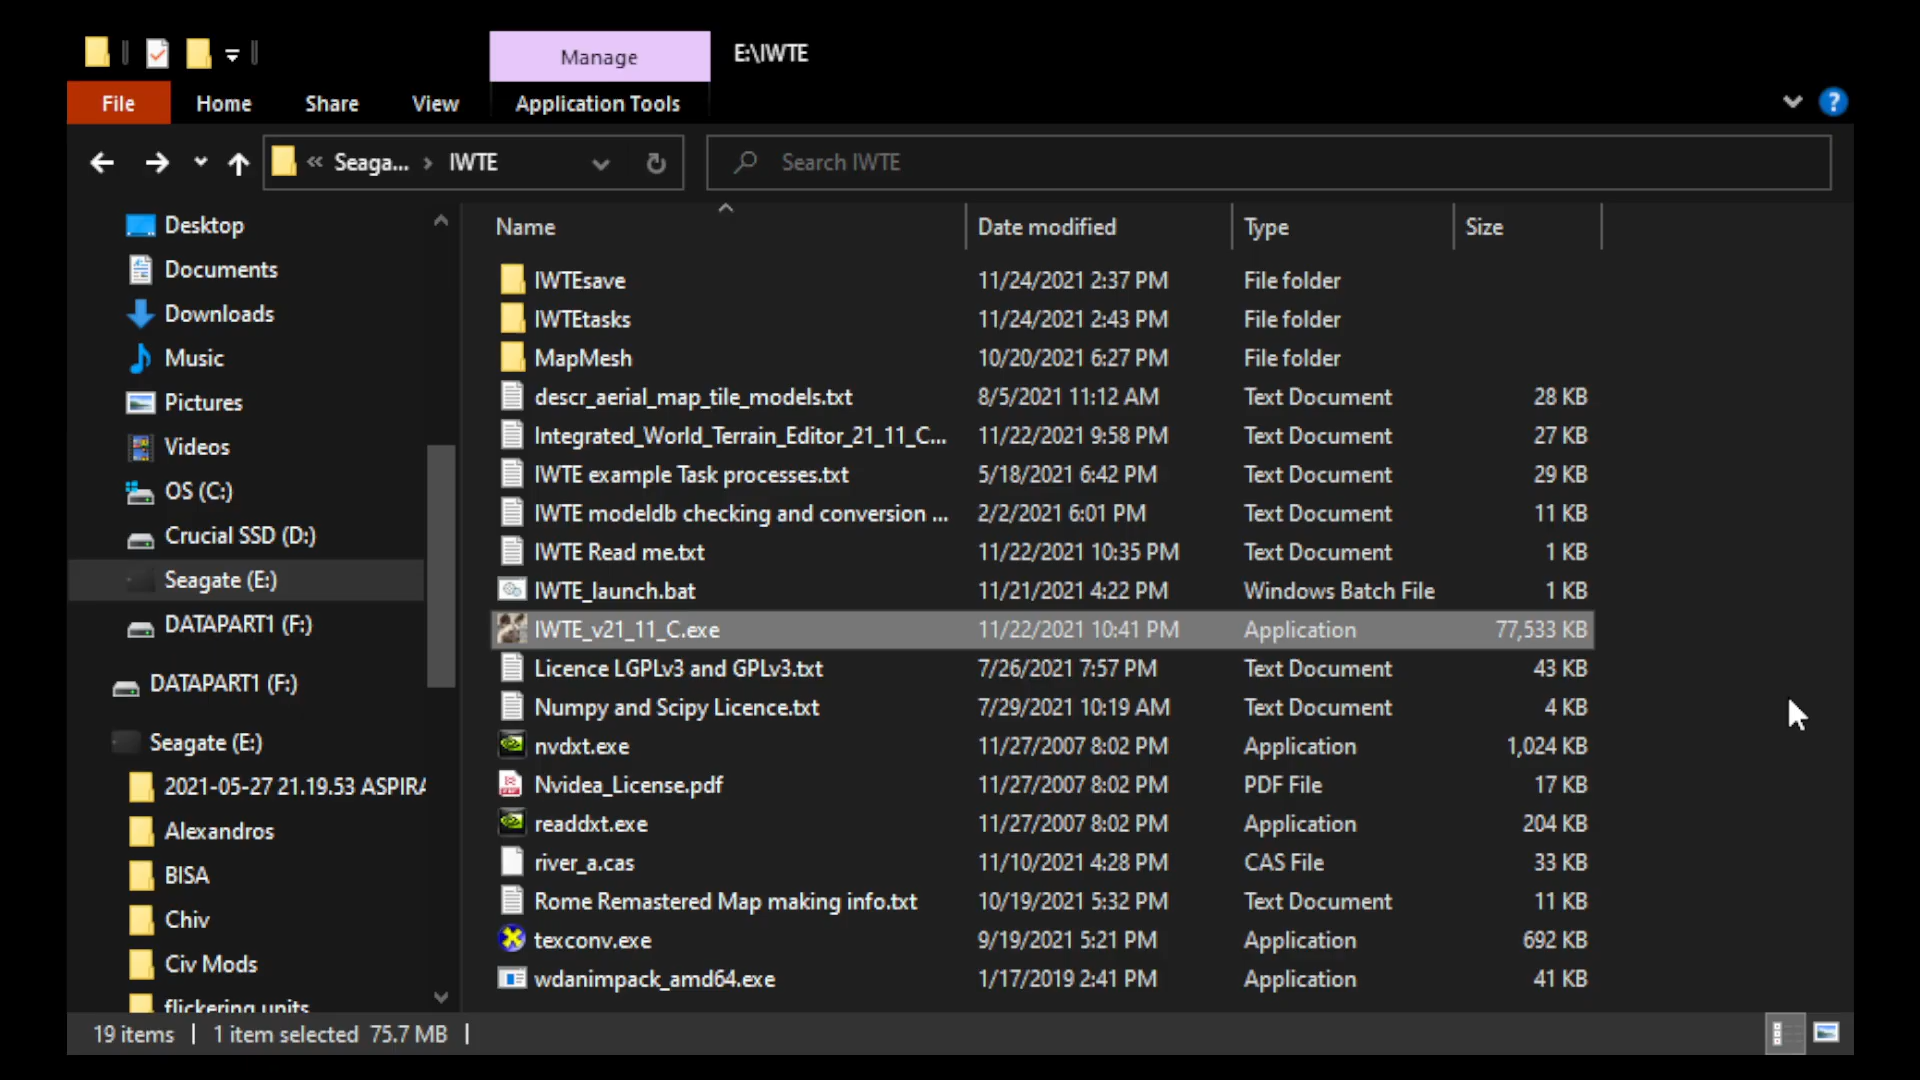 Manage
E:\IWTE
File
Home
Share
View
Application Tools
?
« Seaga... › IWTE
Search IWTE
Desktop
Documents
Downloads
Music
Pictures
Videos
OS (C:)
Crucial SSD (D:)
Seagate (E:)
DATAPART1 (F:)
DATAPART1 (F:)
Seagate (E:)
2021-05-27 21.19.53 ASPIRA
Alexandros
BISA
Chiv
Civ Mods
flickering units
Name Date modified Type Size
IWTEsave 11/24/2021 2:37 PM File folder
IWTEtasks 11/24/2021 2:43 PM File folder
MapMesh 10/20/2021 6:27 PM File folder
descr_aerial_map_tile_models.txt 8/5/2021 11:12 AM Text Document 28 KB
Integrated_World_Terrain_Editor_21_11_C... 11/22/2021 9:58 PM Text Document 27 KB
IWTE example Task processes.txt 5/18/2021 6:42 PM Text Document 29 KB
IWTE modeldb checking and conversion ... 2/2/2021 6:01 PM Text Document 11 KB
IWTE Read me.txt 11/22/2021 10:35 PM Text Document 1 KB
IWTE_launch.bat 11/21/2021 4:22 PM Windows Batch File 1 KB
IWTE_v21_11_C.exe 11/22/2021 10:41 PM Application 77,533 KB
Licence LGPLv3 and GPLv3.txt 7/26/2021 7:57 PM Text Document 43 KB
Numpy and Scipy Licence.txt 7/29/2021 10:19 AM Text Document 4 KB
nvdxt.exe 11/27/2007 8:02 PM Application 1,024 KB
Nvidea_License.pdf 11/27/2007 8:02 PM PDF File 17 KB
readdxt.exe 11/27/2007 8:02 PM Application 204 KB
river_a.cas 11/10/2021 4:28 PM CAS File 33 KB
Rome Remastered Map making info.txt 10/19/2021 5:32 PM Text Document 11 KB
texconv.exe 9/19/2021 5:21 PM Application 692 KB
wdanimpack_amd64.exe 1/17/2019 2:41 PM Application 41 KB
19 items | 1 item selected 75.7 MB |